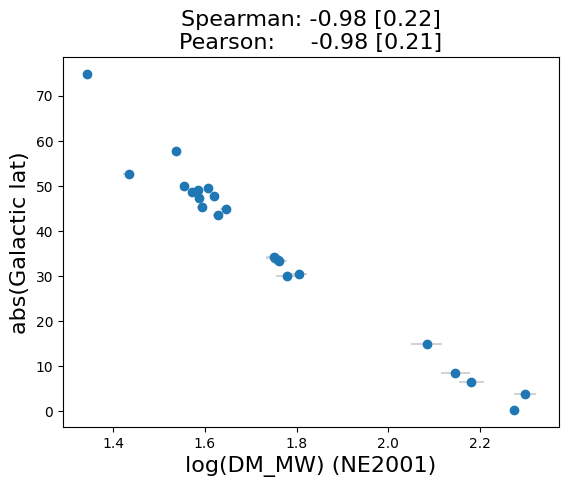 Spearman: -0.98 [0.22]
Pearson: -0.98 [0.21]
abs(Galactic lat)
70
60
50
40
30
20
10
0
1.4 1.6 1.8 2.0 2.2
log(DM_MW) (NE2001)